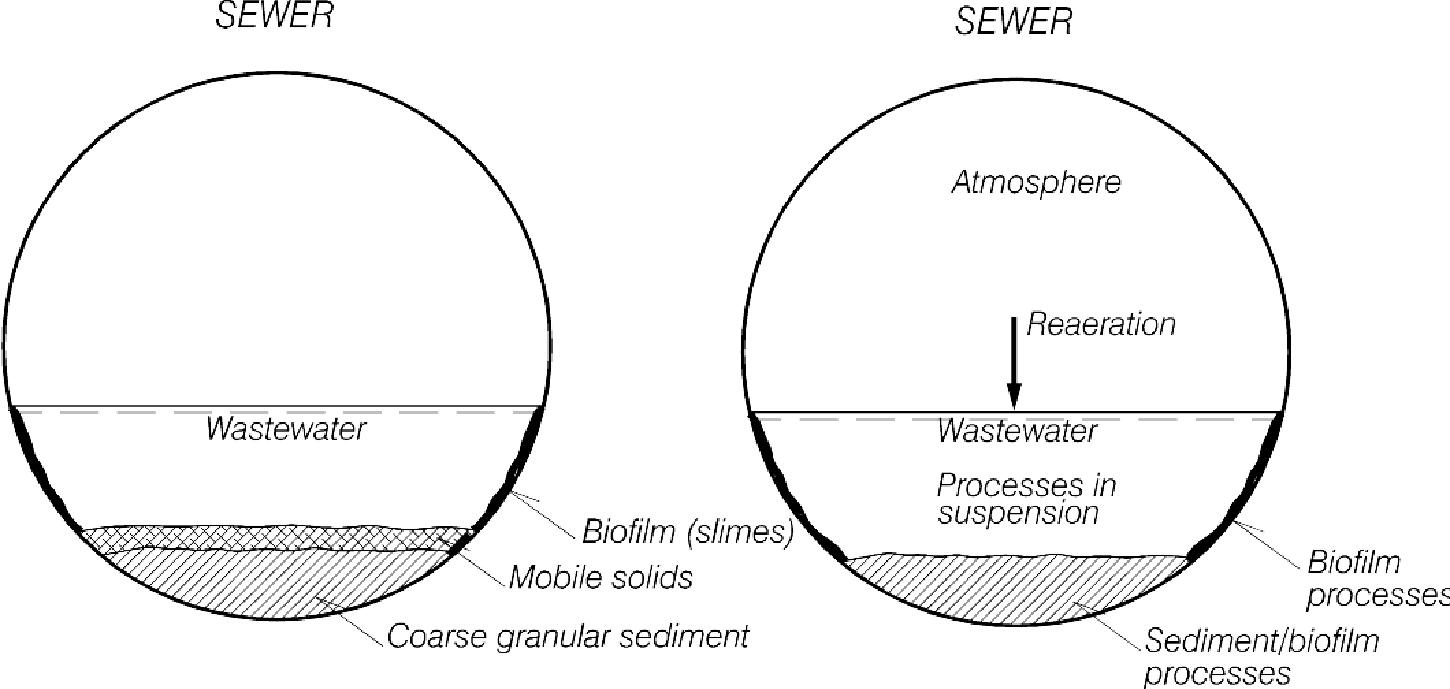 SEWER
Wastewater
Biofilm (slimes)
Mobile solids
Coarse granular sediment
SEWER
Atmosphere
Reaeration
Wastewater
Processes in
suspension
Biofilm
processes
Sediment/biofilm
processes